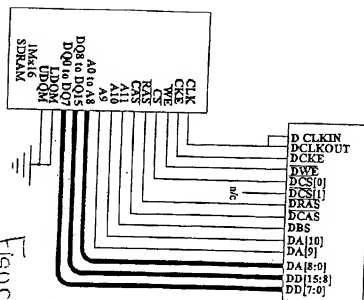 CLK
CKE
WE
CS
RAS
CAS
A11
A10
A9
A0 to A8
DQ8 to DQ15
DQ0 to DQ7
LDQM
UDQM
1Mx16
SDRAM
D CLKIN
DCLKOUT
DCKE
DWE
DCS[0]
DCS[1]
n/c
DRAS
DCAS
DBS
DA[10]
DA[9]
DA[8:0]
DD[15:8]
DD[7:0]